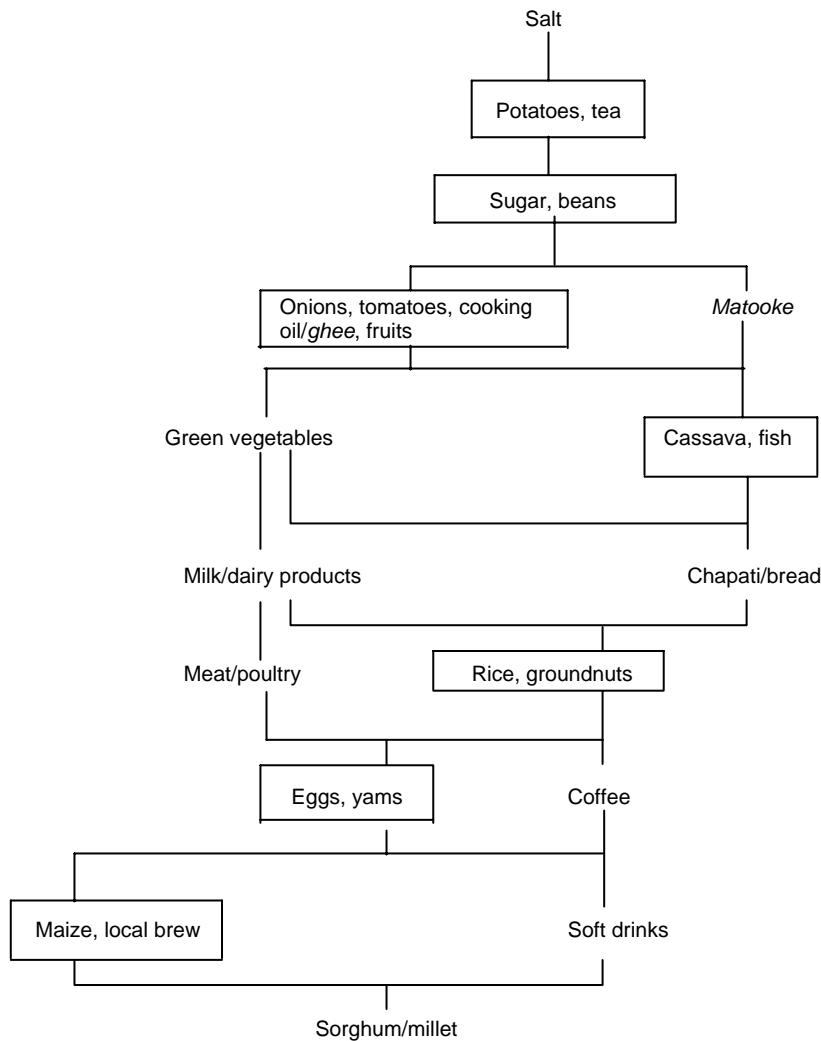 Salt
Potatoes, tea
Sugar, beans
Onions, tomatoes, cooking
oil/ghee, fruits
Matooke
Green vegetables
Cassava, fish
Milk/dairy products
Chapati/bread
Meat/poultry
Rice, groundnuts
Eggs, yams
Coffee
Maize, local brew
Soft drinks
Sorghum/millet